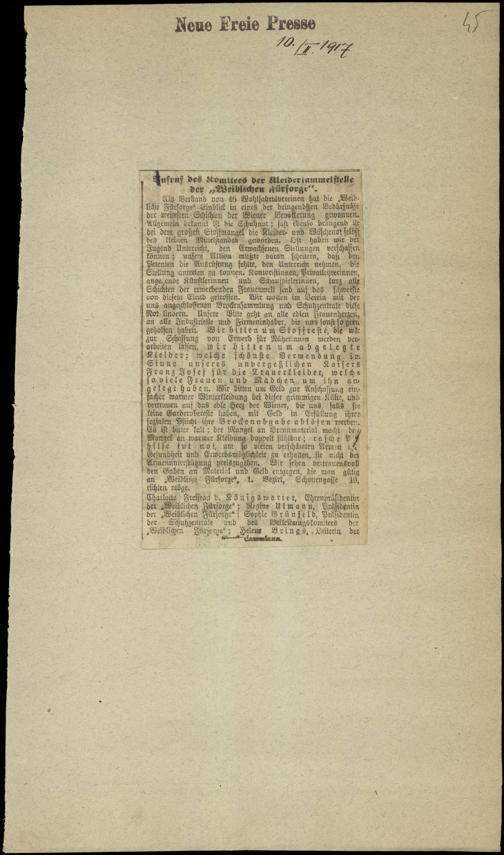 Neue Freie Presse
10./II. 1917
45
Aufruf des Komitees der Kleidersammelstelle
der „Weiblichen Fürsorge".
Als Verband von 46 Wohlfahrtsvereinen hat die „Weib-
liche Fürsorge" Einblick in eines der dringendsten Bedürfnisse
der weitesten Schichten der Wiener Bevölkerung gewonnen.
Allgemein bekannt ist die Schuhnot; fast ebenso drängend ist
bei dem großen Stoffmangel die Kleider- und Wäschenot selbst
des kleinen Mittelstandes geworden. Oft haben wir der
Jugend Unterricht, den Erwachsenen Stellungen verschaffen
können; unsere Aktion mußte daran scheitern, daß den
Petenten die Ausrüstung fehlte, den Unterricht nehmen, die
Stellung antreten zu können. Kontoristinnen, Privatlehrerinnen,
angehende Künstlerinnen und Schauspielerinnen, kurz alle
Schichten der erwerbenden Frauenwelt sind auf das schwerste
von diesem Elend getroffen. Wir wollen im Verein mit der
uns angeschlossenen Brockensammlung und Schuhzentrale diese
Not lindern. Unsere Bitte geht an alle edlen Frauenherzen,
an alle Industrielle und Firmeninhaber, die uns sonst so gern
geholfen haben. Wir bitten um Stoffreste, die wir
zur Schaffung von Erwerb für Näherinnen werden ver-
arbeiten lassen, wir bitten um abgelegte
Kleider; welche schönste Verwendung im
Sinne unseres unvergeßlichen Kaisers
Franz Josef für die Trauerkleider, welche
so viele Frauen und Mädchen um ihn an-
gelegt haben. Wir bitten um Geld zur Anschaffung ein-
facher warmer Winterkleidung bei dieser grimmigen Kälte, und
vertrauen auf das edle Herz der Wiener, die uns, falls sie
keine Garderobereste haben, mit Geld in Erfüllung ihrer
sozialen Pflicht ihre Brockenabgabe ablösen werden.
Es ist bitter kalt; der Mangel an Brennmaterial macht den
Mangel an warmer Kleidung doppelt fühlbar; rasche
Hilfe tut not, um so vielen verschämten Armen
Gesundheit und Erwerbsmöglichkeit zu erhalten, sie nicht der
Armenunterstützung preiszugeben. Wir sehen vertrauensvoll
den Gaben an Material und Geld entgegen, die man gütig
an „Weibliche Fürsorge", 1. Bezirk, Schottengasse 10,
richten möge.
Charlotte Freifrau v. Königswarter, Ehrenpräsidentin
der „Weiblichen Fürsorge"; Regine Ulmann, Präsidentin
der „Weiblichen Fürsorge"; Sophie Grünfeld, Präsidentin
der Schuhzentrale und des Bekleidungskomitees der
„Weiblichen Fürsorge"; Helene Brings, Leiterin der
Sammlung.